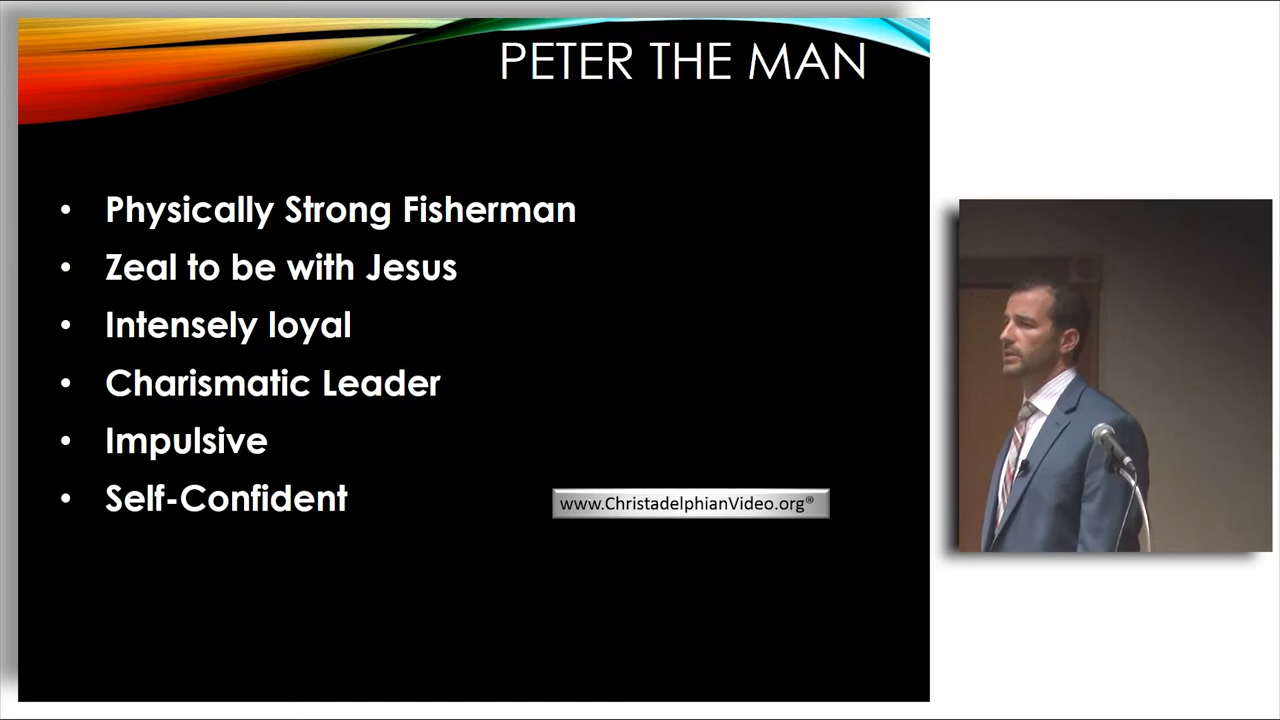 PETER THE MAN
• Physically Strong Fisherman
• Zeal to be with Jesus
• Intensely loyal
• Charismatic Leader
• Impulsive
• Self-Confident
www.ChristadelphianVideo.org®